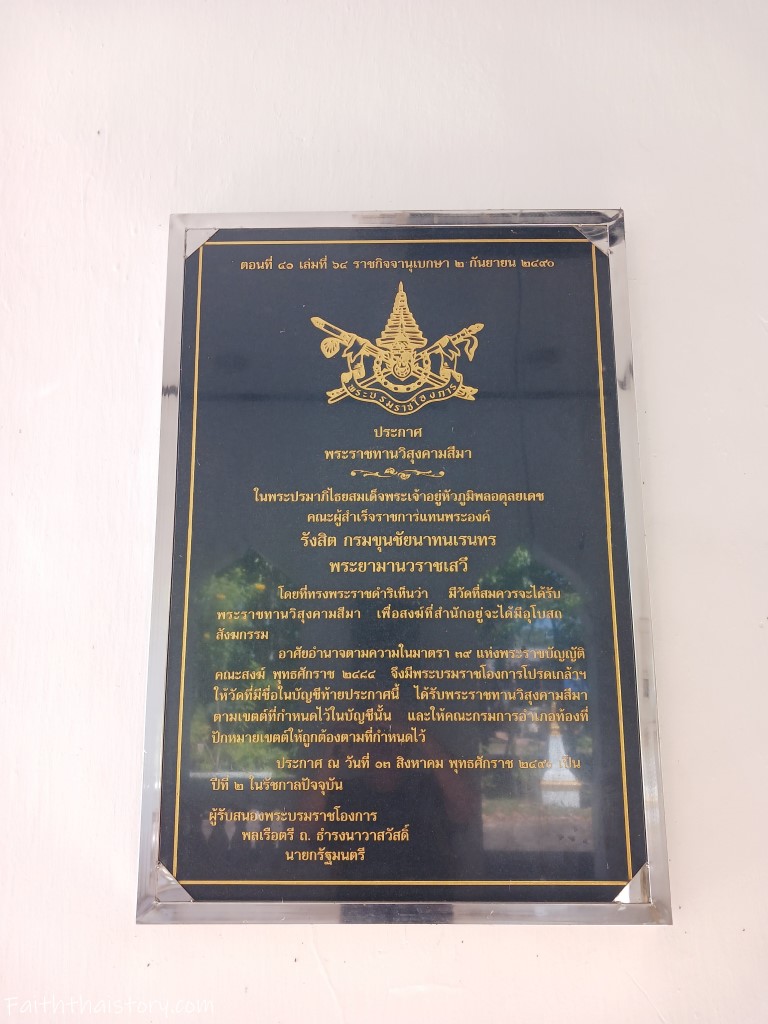 ตอนที่ ๔๐ เล่มที่ ๖๔ ราชกิจจานุเบกษา ๒ กันยายน ๒๔๙๐
พระบรมราชโองการ
ประกาศ
พระราชทานวิสุงคามสีมา
ในพระปรมาภิไธยสมเด็จพระเจ้าอยู่หัวภูมิพลอดุลยเดช
คณะผู้สำเร็จราชการแทนพระองค์
รังสิต กรมขุนชัยนาทนเรนทร
พระยามานวราชเสวี
โดยที่ทรงพระราชดำริเห็นว่า มีวัดที่สมควรจะได้รับ
พระราชทานวิสุงคามสีมา เพื่อสงฆ์ที่สำนักอยู่จะได้มีอุโบสถ
สังฆกรรม
อาศัยอำนาจตามความในมาตรา ๓๙ แห่งพระราชบัญญัติ
คณะสงฆ์ พุทธศักราช ๒๔๘๔ จึงมีพระบรมราชโองการโปรดเกล้าฯ
ให้วัดที่มีชื่อในบัญชีท้ายประกาศนี้ ได้รับพระราชทานวิสุงคามสีมา
ตามเขตต์ที่กำหนดไว้ในบัญชีนั้น และให้คณะกรมการอำเภอท้องที่
ปักหมายเขตต์ให้ถูกต้องตามที่กำหนดไว้
ประกาศ ณ วันที่ ๑๓ สิงหาคม พุทธศักราช ๒๔๙๐ เป็น
ปีที่ ๒ ในรัชกาลปัจจุบัน
ผู้รับสนองพระบรมราชโองการ
พลเรือตรี ถ. ธำรงนาวาสวัสดิ์
นายกรัฐมนตรี
Faiththaistory.com